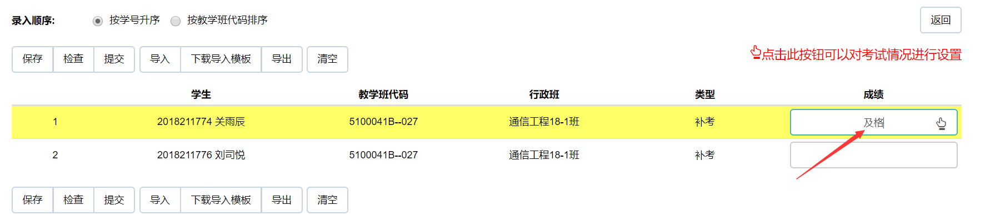 录入顺序: 按学号升序 按教学班代码排序 返回
保存 检查 提交 导入 下载导入模板 导出 清空 点击此按钮可以对考试情况进行设置
学生 教学班代码 行政班 类型 成绩
1 2018211774 关雨辰 5100041B--027 通信工程18-1班 补考 及格
2 2018211776 刘司悦 5100041B--027 通信工程18-1班 补考
保存 检查 提交 导入 下载导入模板 导出 清空